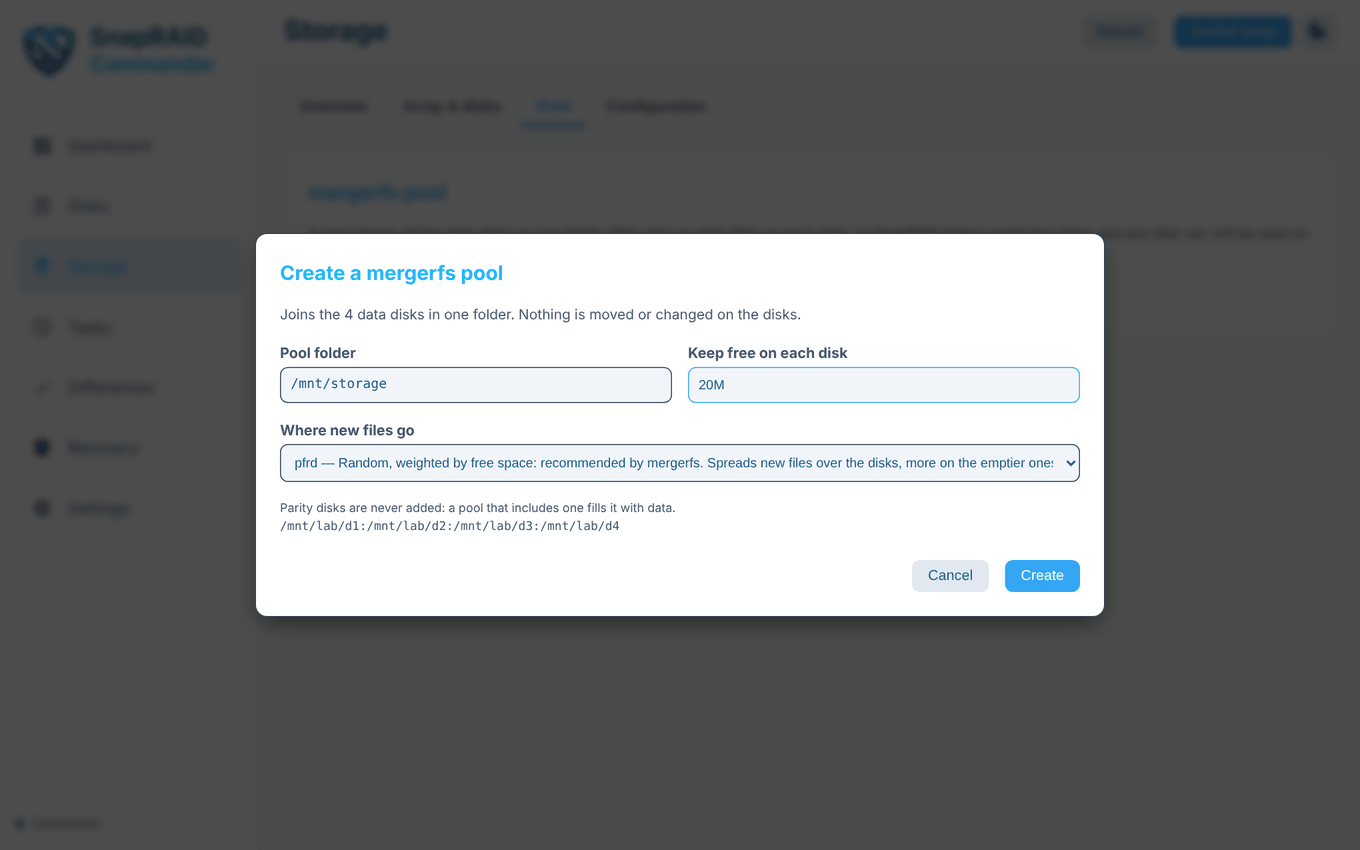 SnapRAID
Commander
Storage
Overview
Array & disks
Pool
Configuration
Dashboard
Disks
Storage
Tasks
Differences
Recovery
Settings
mergerfs pool
Create a mergerfs pool
Joins the 4 data disks in one folder. Nothing is moved or changed on the disks.
Pool folder
Keep free on each disk
/mnt/storage
20M
Where new files go
pfrd — Random, weighted by free space: recommended by mergerfs. Spreads new files over the disks, more on the emptier ones
Parity disks are never added: a pool that includes one fills it with data.
/mnt/lab/d1:/mnt/lab/d2:/mnt/lab/d3:/mnt/lab/d4
Cancel
Create
Connected